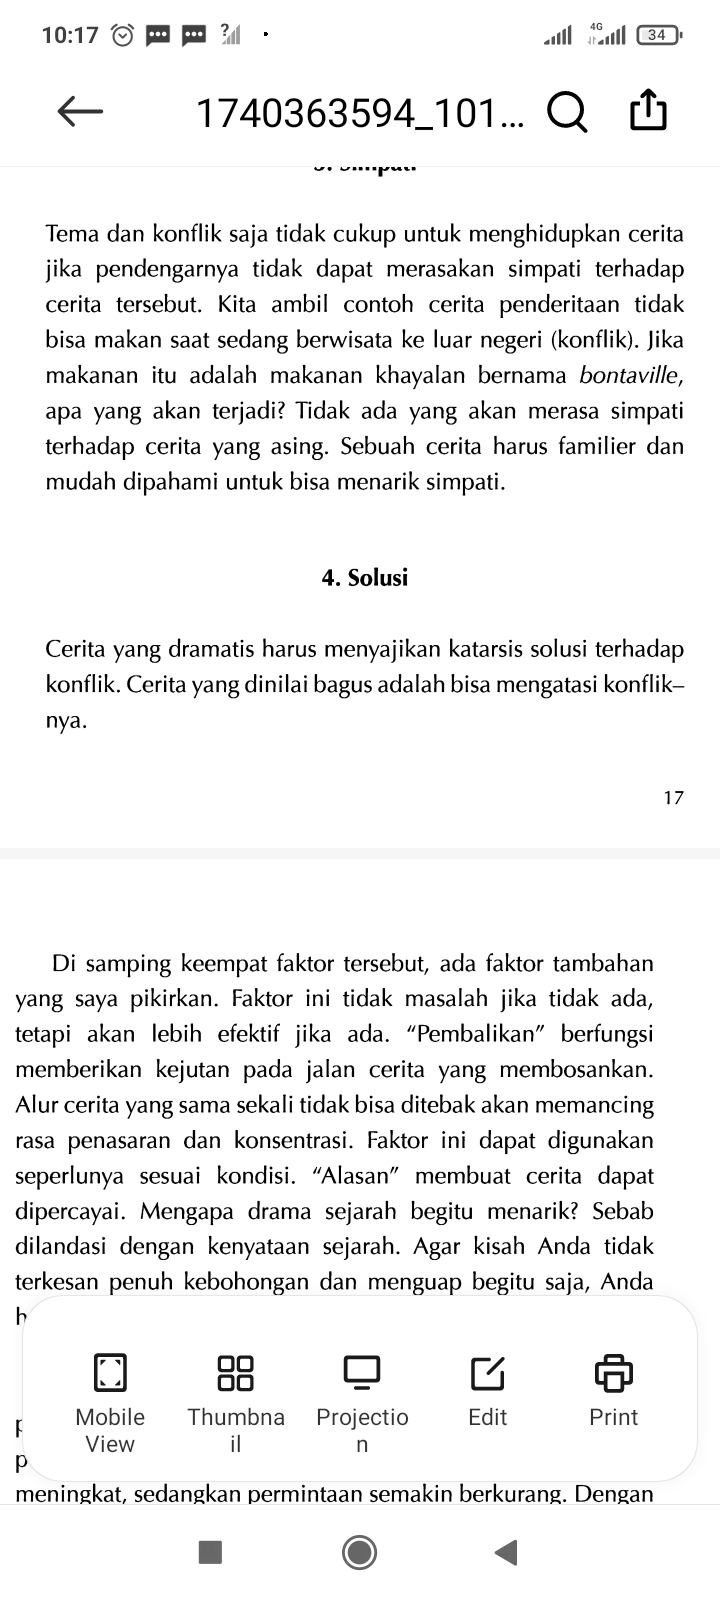 10:17
4G
34
1740363594_101...
3. Simpati
Tema dan konflik saja tidak cukup untuk menghidupkan cerita
jika pendengarnya tidak dapat merasakan simpati terhadap
cerita tersebut. Kita ambil contoh cerita penderitaan tidak
bisa makan saat sedang berwisata ke luar negeri (konflik). Jika
makanan itu adalah makanan khayalan bernama bontaville,
apa yang akan terjadi? Tidak ada yang akan merasa simpati
terhadap cerita yang asing. Sebuah cerita harus familier dan
mudah dipahami untuk bisa menarik simpati.
4. Solusi
Cerita yang dramatis harus menyajikan katarsis solusi terhadap
konflik. Cerita yang dinilai bagus adalah bisa mengatasi konflik–
nya.
17
Di samping keempat faktor tersebut, ada faktor tambahan
yang saya pikirkan. Faktor ini tidak masalah jika tidak ada,
tetapi akan lebih efektif jika ada. “Pembalikan” berfungsi
memberikan kejutan pada jalan cerita yang membosankan.
Alur cerita yang sama sekali tidak bisa ditebak akan memancing
rasa penasaran dan konsentrasi. Faktor ini dapat digunakan
seperlunya sesuai kondisi. “Alasan” membuat cerita dapat
dipercayai. Mengapa drama sejarah begitu menarik? Sebab
dilandasi dengan kenyataan sejarah. Agar kisah Anda tidak
terkesan penuh kebohongan dan menguap begitu saja, Anda
Mobile
View
Thumbna
il
Projectio
n
Edit
Print
meningkat, sedangkan permintaan semakin berkurang. Dengan